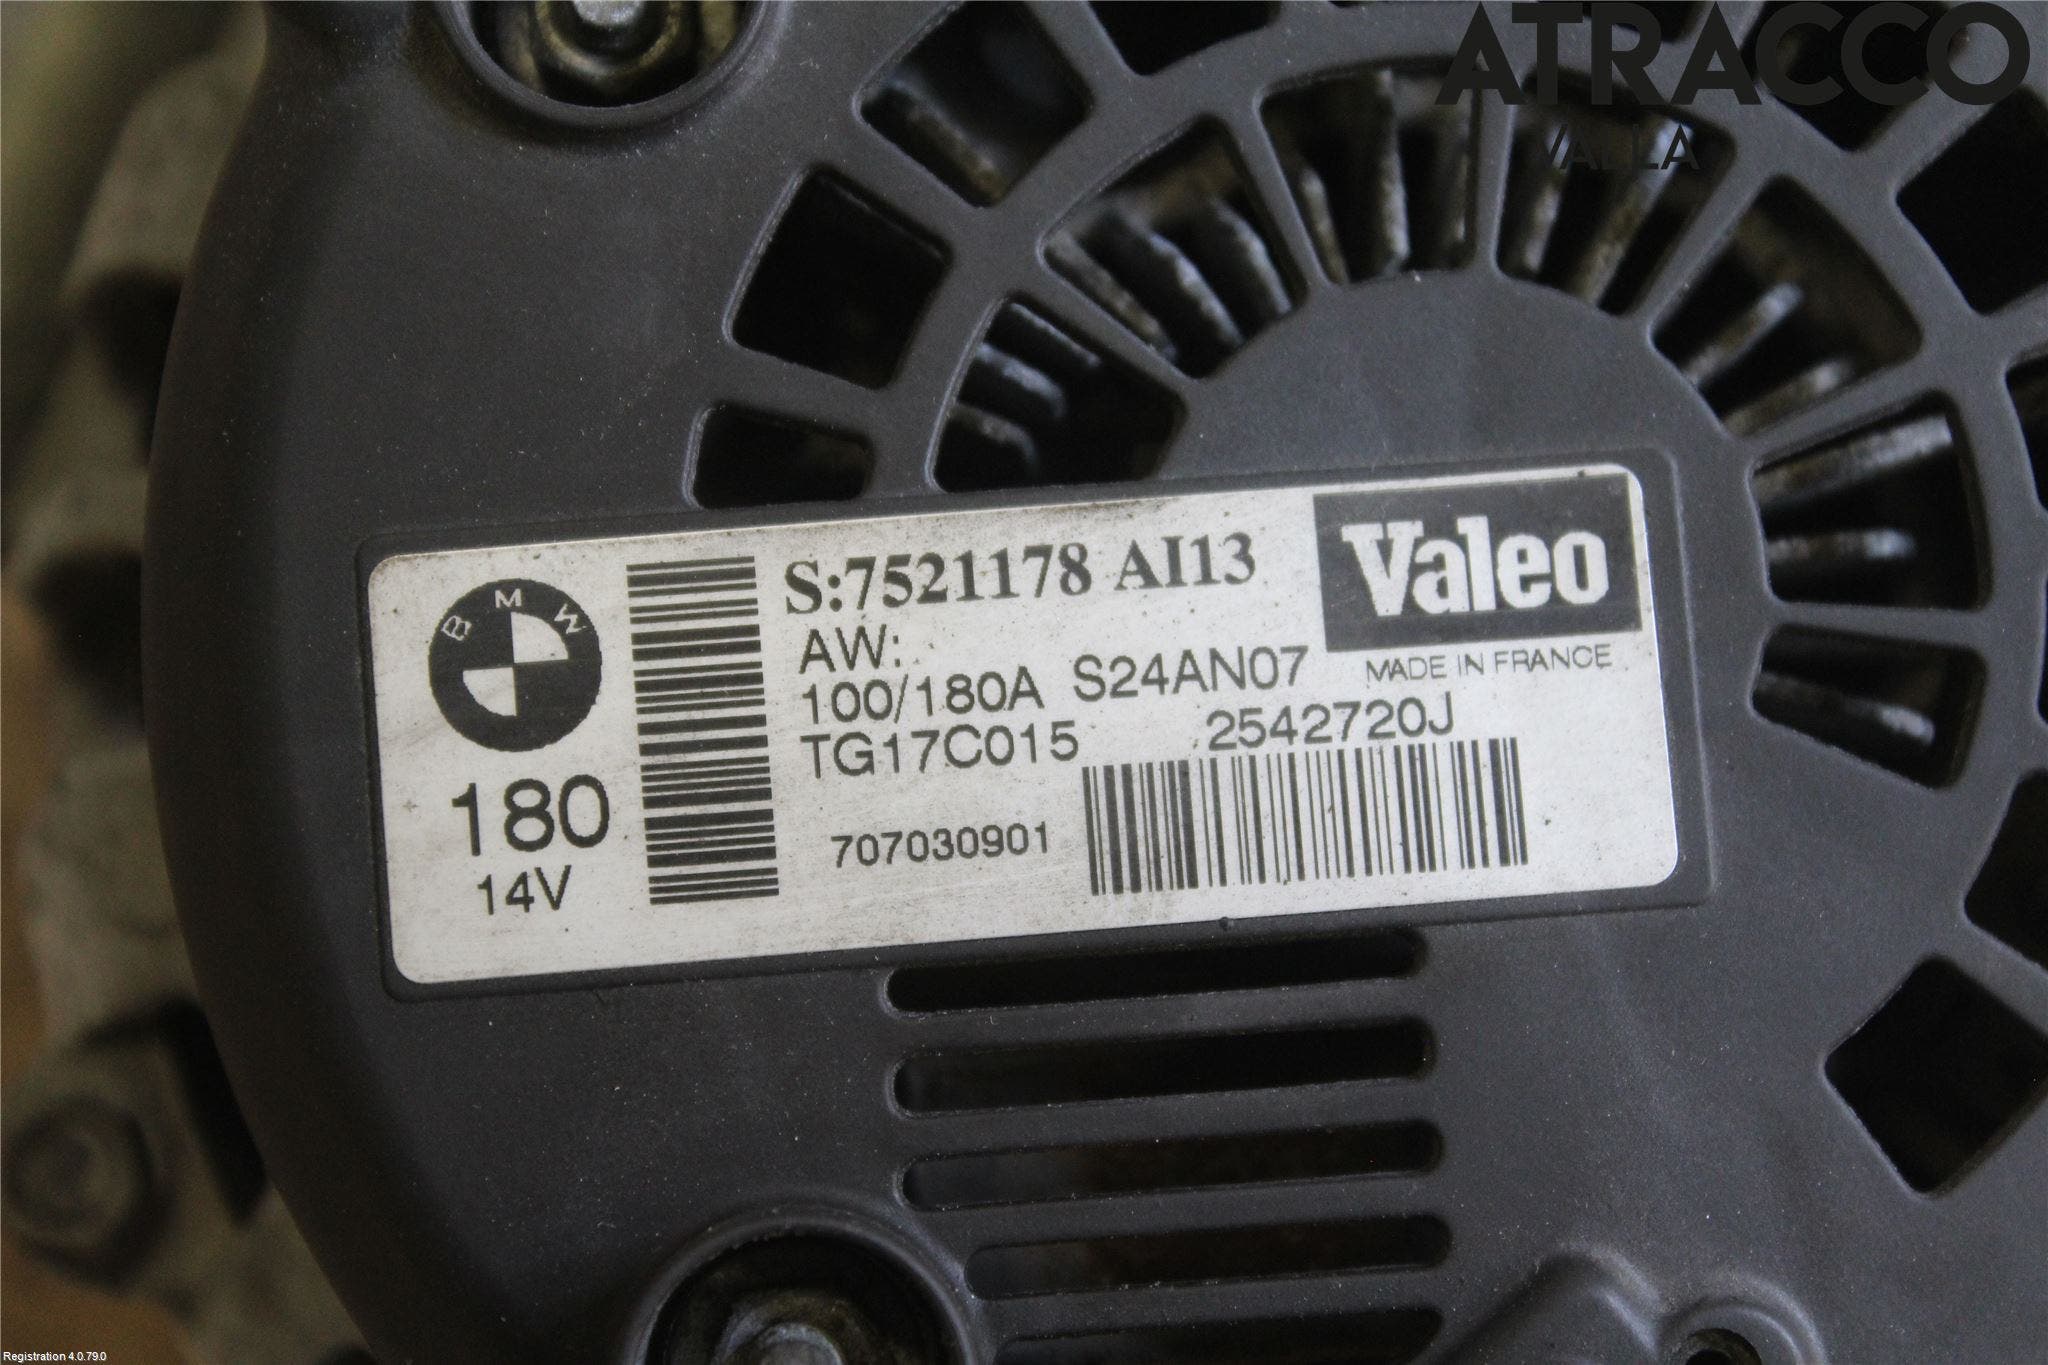 ATRACCO
VALLA
BMW
180
14V
S:7521178 AI13
AW:
100/180A S24AN07
TG17C015 2542720J
707030901
Valeo
MADE IN FRANCE
Registration 4.0.79.0